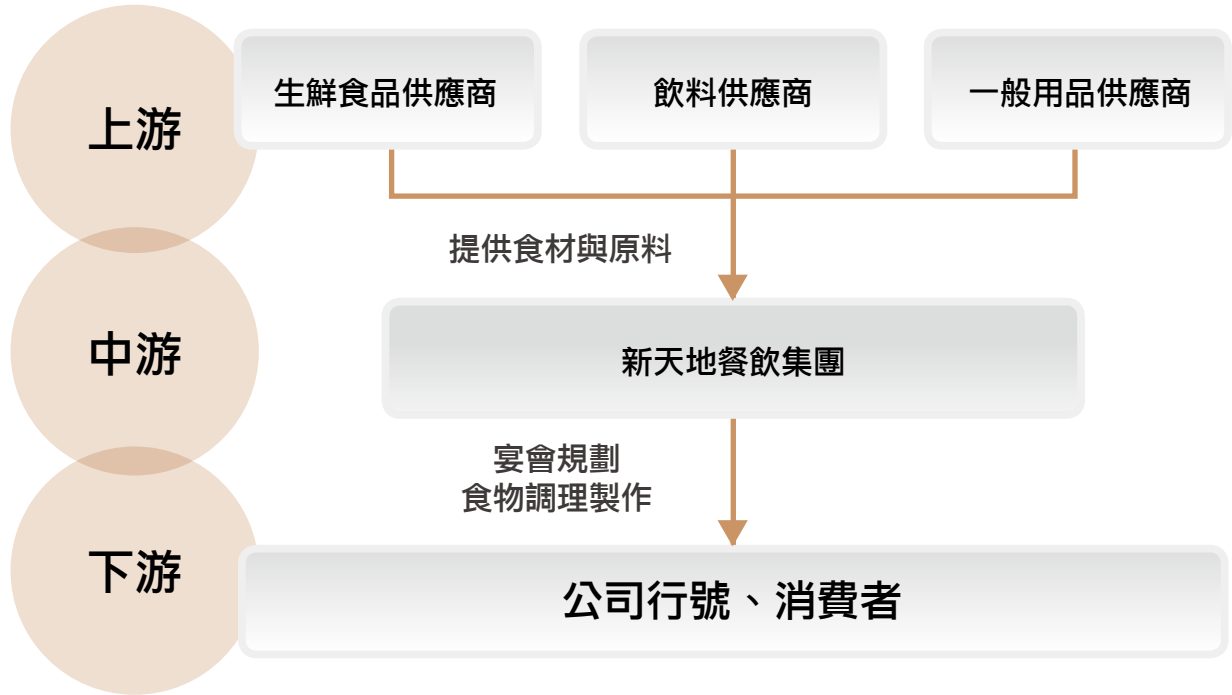 上游
生鮮食品供應商
飲料供應商
一般用品供應商
提供食材與原料
中游
新天地餐飲集團
宴會規劃
食物調理製作
下游
公司行號、消費者